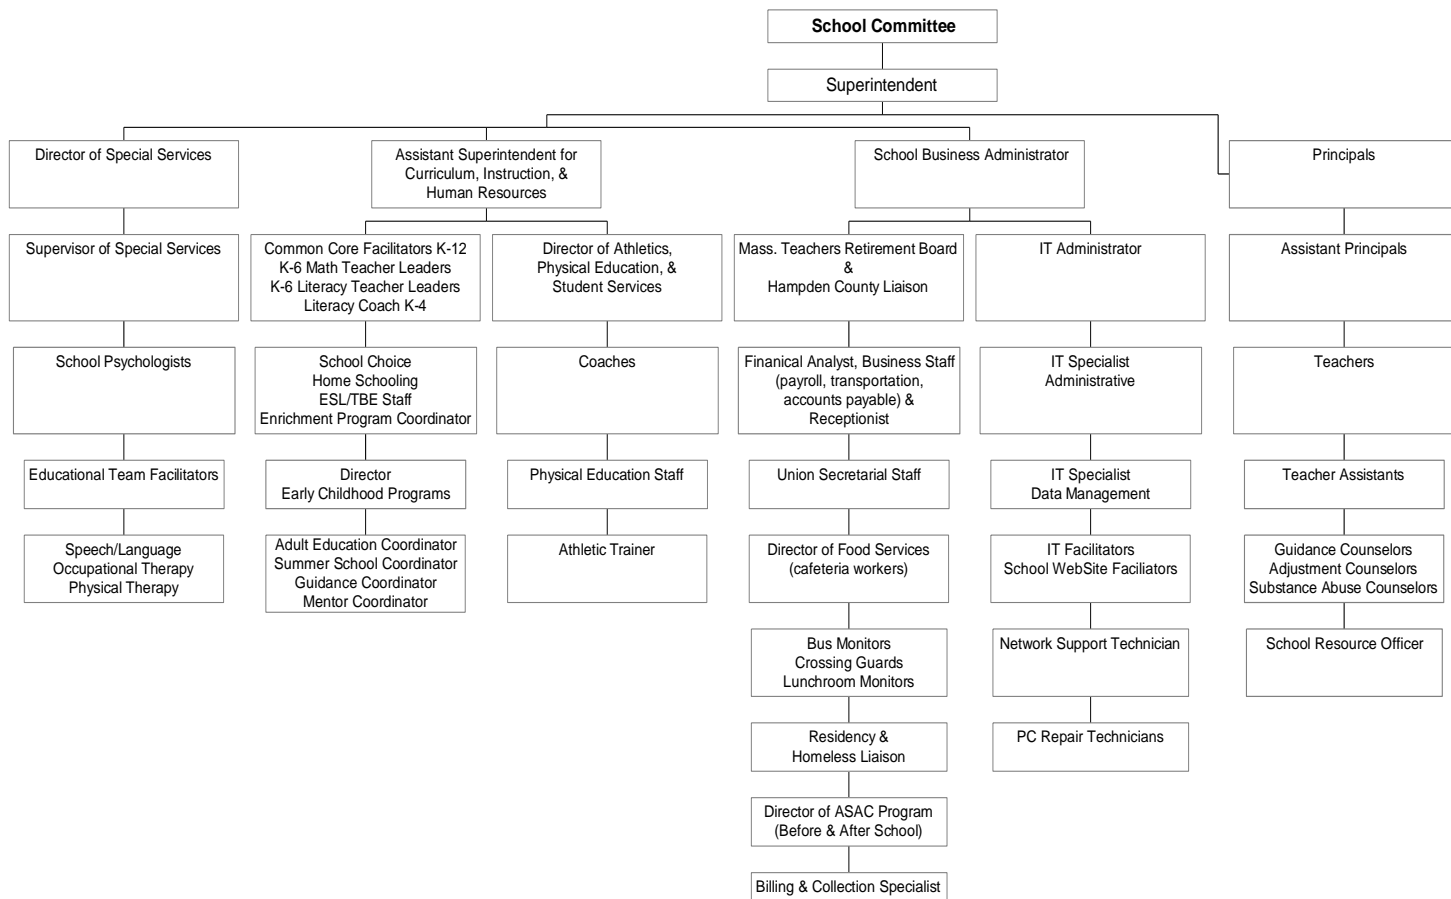 School Committee
Superintendent
Director of Special Services
Assistant Superintendent for
Curriculum, Instruction, &
Human Resources
School Business Administrator
Principals
Supervisor of Special Services
Common Core Facilitators K-12
K-6 Math Teacher Leaders
K-6 Literacy Teacher Leaders
Literacy Coach K-4
Director of Athletics,
Physical Education, &
Student Services
Mass. Teachers Retirement Board
&
Hampden County Liaison
IT Administrator
Assistant Principals
School Psychologists
School Choice
Home Schooling
ESL/TBE Staff
Enrichment Program Coordinator
Coaches
Finanical Analyst, Business Staff
(payroll, transportation,
accounts payable) &
Receptionist
IT Specialist
Administrative
Teachers
Educational Team Facilitators
Director
Early Childhood Programs
Physical Education Staff
Union Secretarial Staff
IT Specialist
Data Management
Teacher Assistants
Speech/Language
Occupational Therapy
Physical Therapy
Adult Education Coordinator
Summer School Coordinator
Guidance Coordinator
Mentor Coordinator
Athletic Trainer
Director of Food Services
(cafeteria workers)
IT Facilitators
School WebSite Faciliators
Guidance Counselors
Adjustment Counselors
Substance Abuse Counselors
Bus Monitors
Crossing Guards
Lunchroom Monitors
Network Support Technician
School Resource Officer
Residency &
Homeless Liaison
PC Repair Technicians
Director of ASAC Program
(Before & After School)
Billing & Collection Specialist